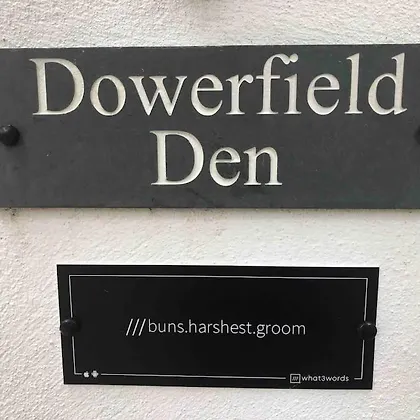 Dowerfield
Den
///buns.harshest.groom
what3words